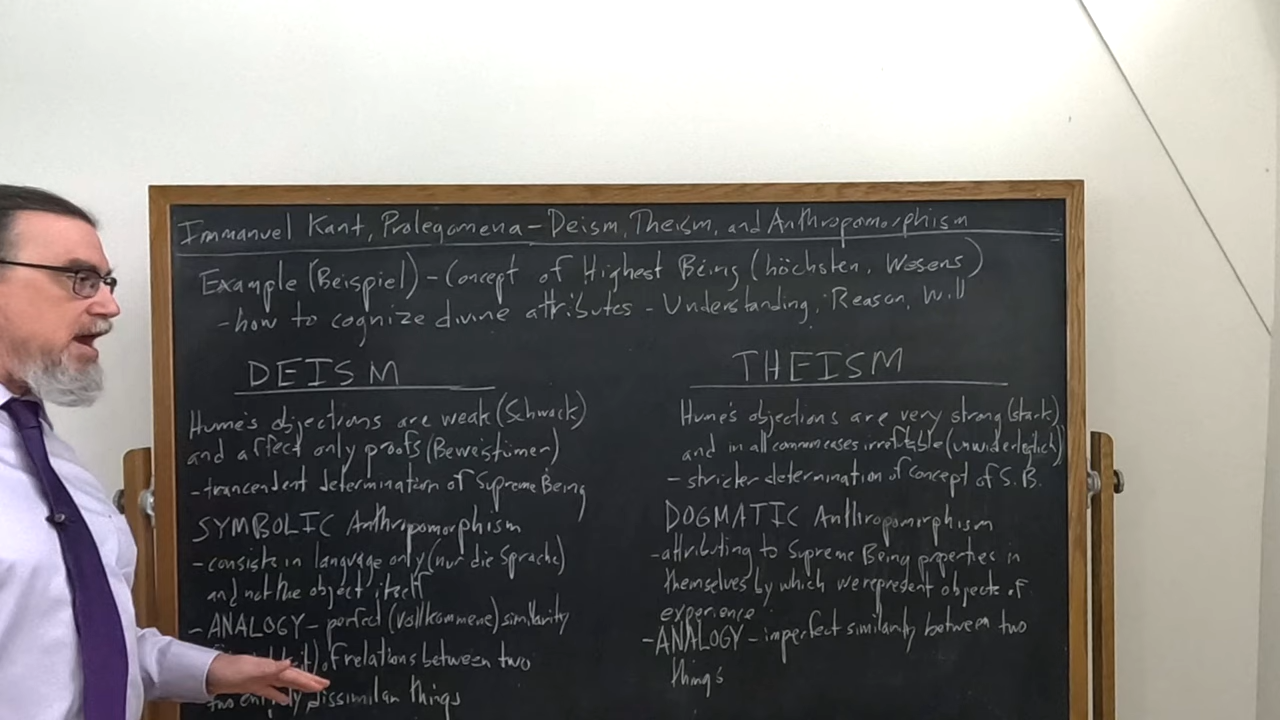 Immanuel Kant, Prolegomena – Deism, Theism, and Anthropomorphism
Example (Beispiel) – Concept of Highest Being (höchsten Wesens)
- how to cognize divine attributes - Understanding, Reason, Will
DEISM
Hume's objections are weak (Schwack)
and affect only proofs (Beweistümen)
- trancendent determination of Supreme Being
SYMBOLIC Anthropomorphism
- consists in language only (nur die Sprache)
and not the object itself
- ANALOGY – perfect (vollkommene) similarity
of relations between two
two dissimilar things
THEISM
Hume's objections are very strong (stark)
and in all common cases irrefutable (unwiderleglich)
- stricter determination of concept of S.B.
DOGMATIC Anthropomorphism
- attributing to Supreme Being properties in
themselves by which we represent objects of
experience
- ANALOGY – imperfect similarity between two
things